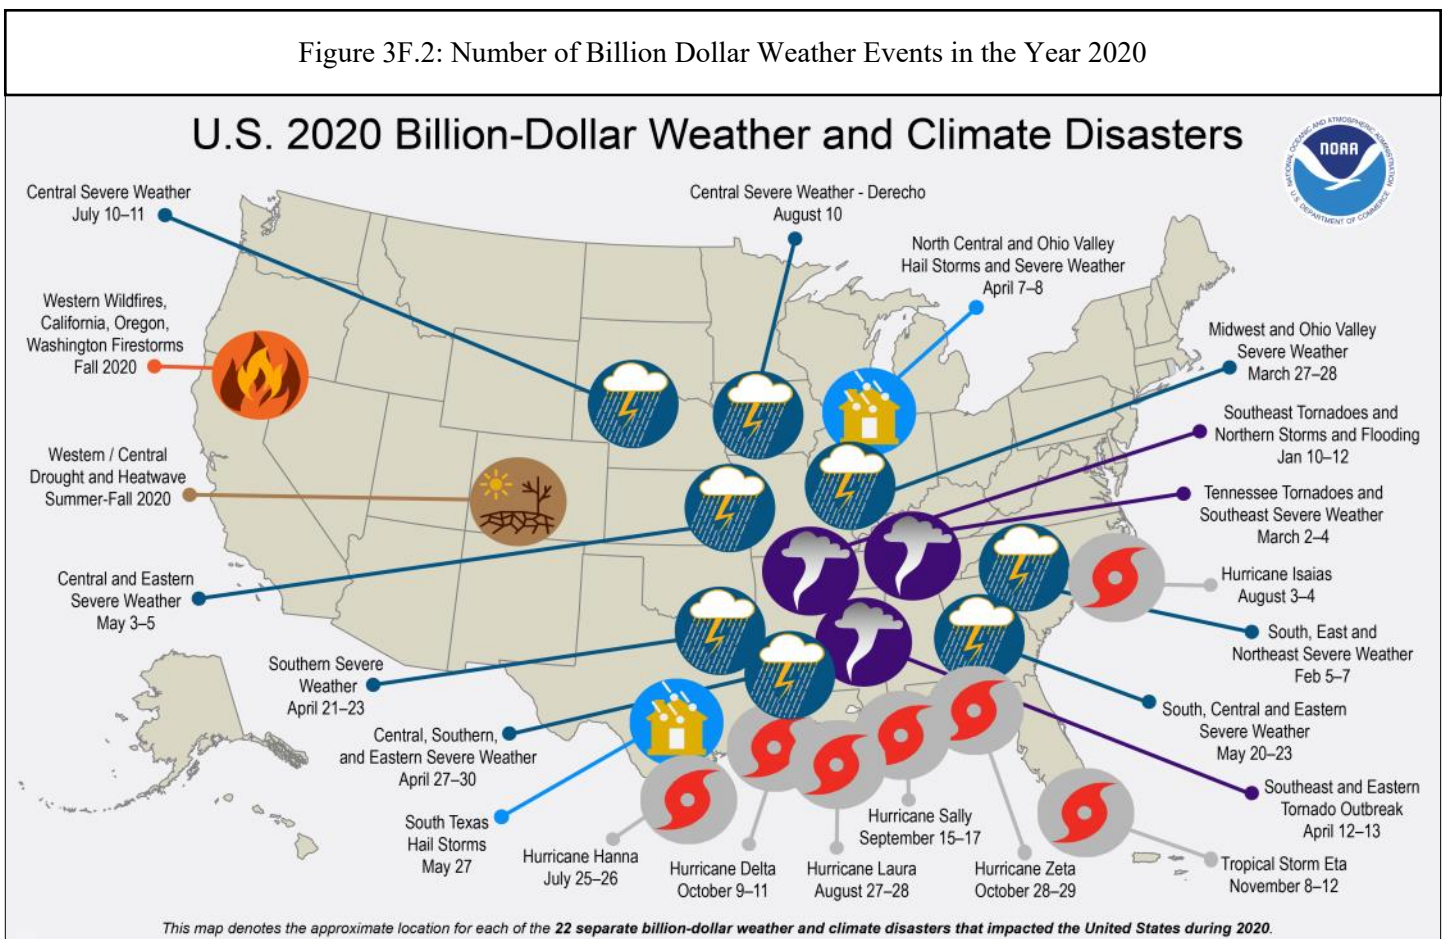 Figure 3F.2: Number of Billion Dollar Weather Events in the Year 2020
U.S. 2020 Billion-Dollar Weather and Climate Disasters
NATIONAL OCEANIC AND ATMOSPHERIC ADMINISTRATION
NOAA
U.S. DEPARTMENT OF COMMERCE
Central Severe Weather
July 10–11
Central Severe Weather - Derecho
August 10
North Central and Ohio Valley
Hail Storms and Severe Weather
April 7–8
Western Wildfires,
California, Oregon,
Washington Firestorms
Fall 2020
Midwest and Ohio Valley
Severe Weather
March 27–28
Southeast Tornadoes and
Northern Storms and Flooding
Jan 10–12
Western / Central
Drought and Heatwave
Summer-Fall 2020
Tennessee Tornadoes and
Southeast Severe Weather
March 2–4
Central and Eastern
Severe Weather
May 3–5
Hurricane Isaias
August 3–4
South, East and
Northeast Severe Weather
Feb 5–7
Southern Severe
Weather
April 21–23
South, Central and Eastern
Severe Weather
May 20–23
Central, Southern,
and Eastern Severe Weather
April 27–30
Southeast and Eastern
Tornado Outbreak
April 12–13
South Texas
Hail Storms
May 27
Hurricane Hanna
July 25–26
Hurricane Delta
October 9–11
Hurricane Laura
August 27–28
Hurricane Sally
September 15–17
Hurricane Zeta
October 28–29
Tropical Storm Eta
November 8–12
This map denotes the approximate location for each of the 22 separate billion-dollar weather and climate disasters that impacted the United States during 2020.